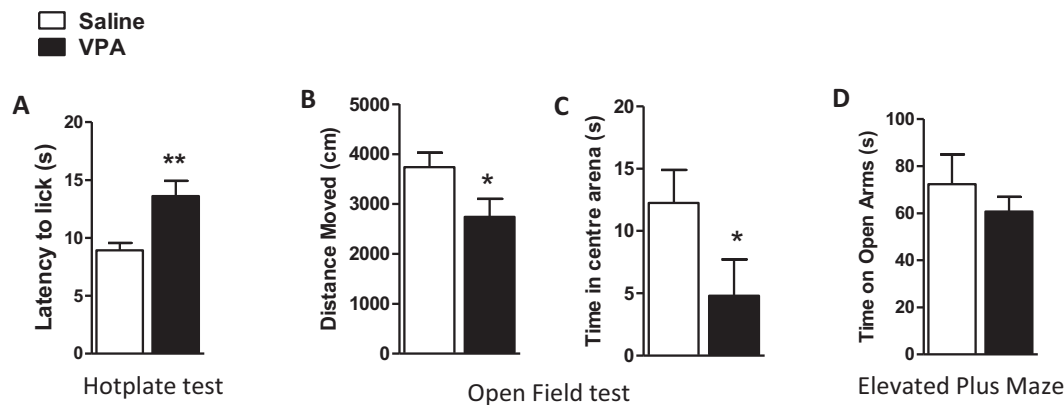 Saline
VPA
A
Latency to lick (s)
20
15
10
5
0
**
Hotplate test
B
Distance Moved (cm)
5000
4000
3000
2000
1000
0
*
C
Time in centre arena (s)
20
15
10
5
0
*
Open Field test
D
Time on Open Arms (s)
100
80
60
40
20
0
Elevated Plus Maze